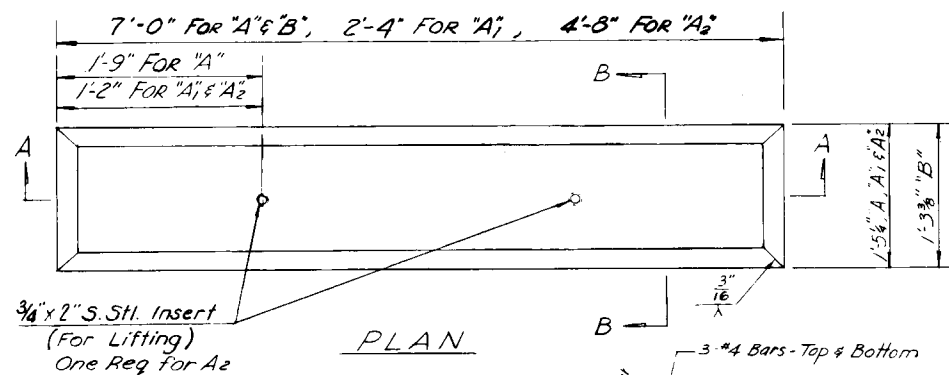 7'-0" FOR "A" & "B", 2'-4" FOR "A1", 4'-8" FOR "A2"
1'-9" FOR "A"
1'-2" FOR "A1" & "A2"
B
A
A
1'-5¼", A, A1 & A2
1'-3⅜" "B"
3/16"
¾" x 2" S. Stl. Insert
(For Lifting)
One Req for A2
B
PLAN
3-#4 Bars - Top & Bottom